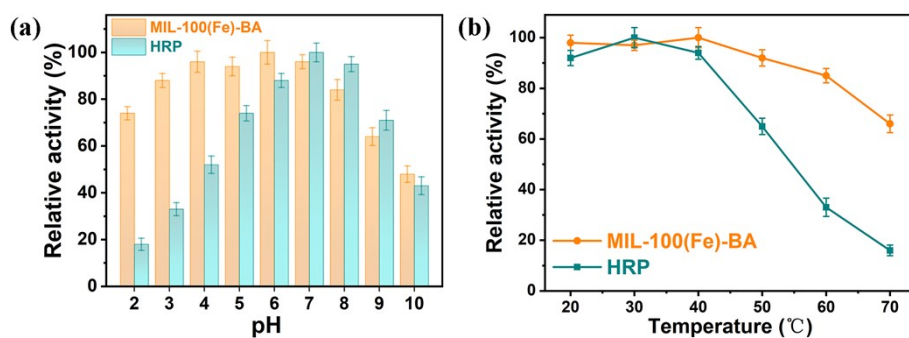 (a)
MIL-100(Fe)-BA
HRP
Relative activity (%)
100
80
60
40
20
0
2 3 4 5 6 7 8 9 10
pH
(b)
Relative activity (%)
100
80
60
40
20
0
MIL-100(Fe)-BA
HRP
20 30 40 50 60 70
Temperature (℃)